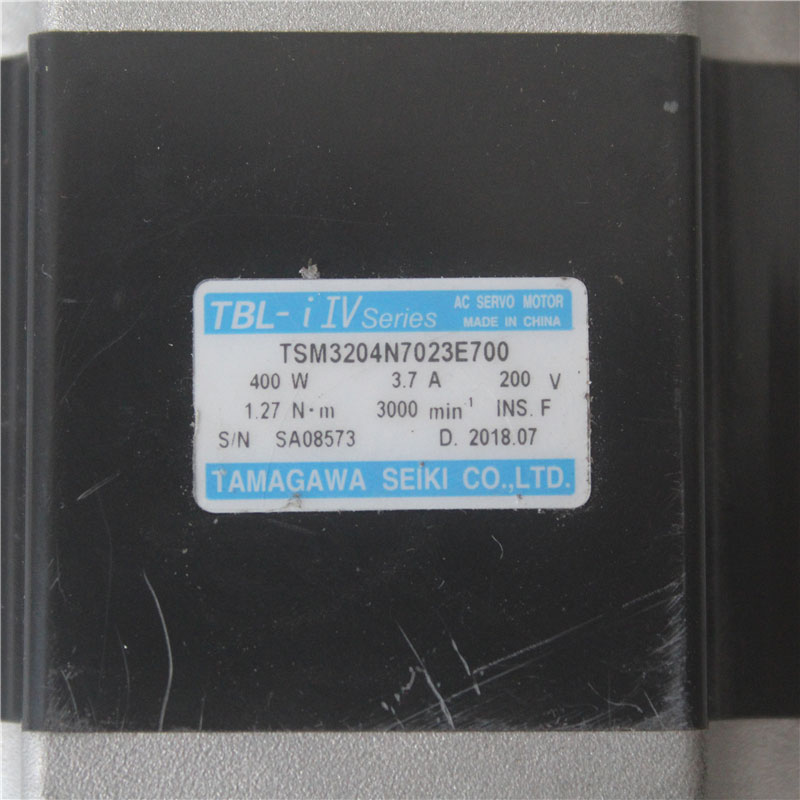 TBL-i IV Series AC SERVO MOTOR
MADE IN CHINA
TSM3204N7023E700
400 W 3.7 A 200 V
1.27 N·m 3000 min⁻¹ INS. F
S/N SA08573 D. 2018.07
TAMAGAWA SEIKI CO.,LTD.